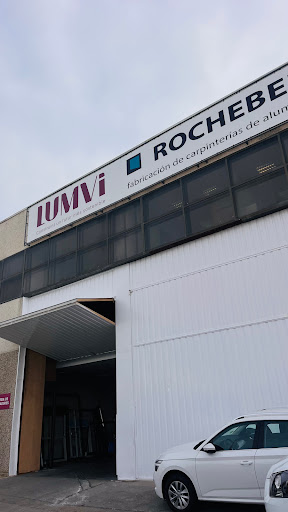 LUMVi
ROCHEBE
fabricación de carpinterías de alum